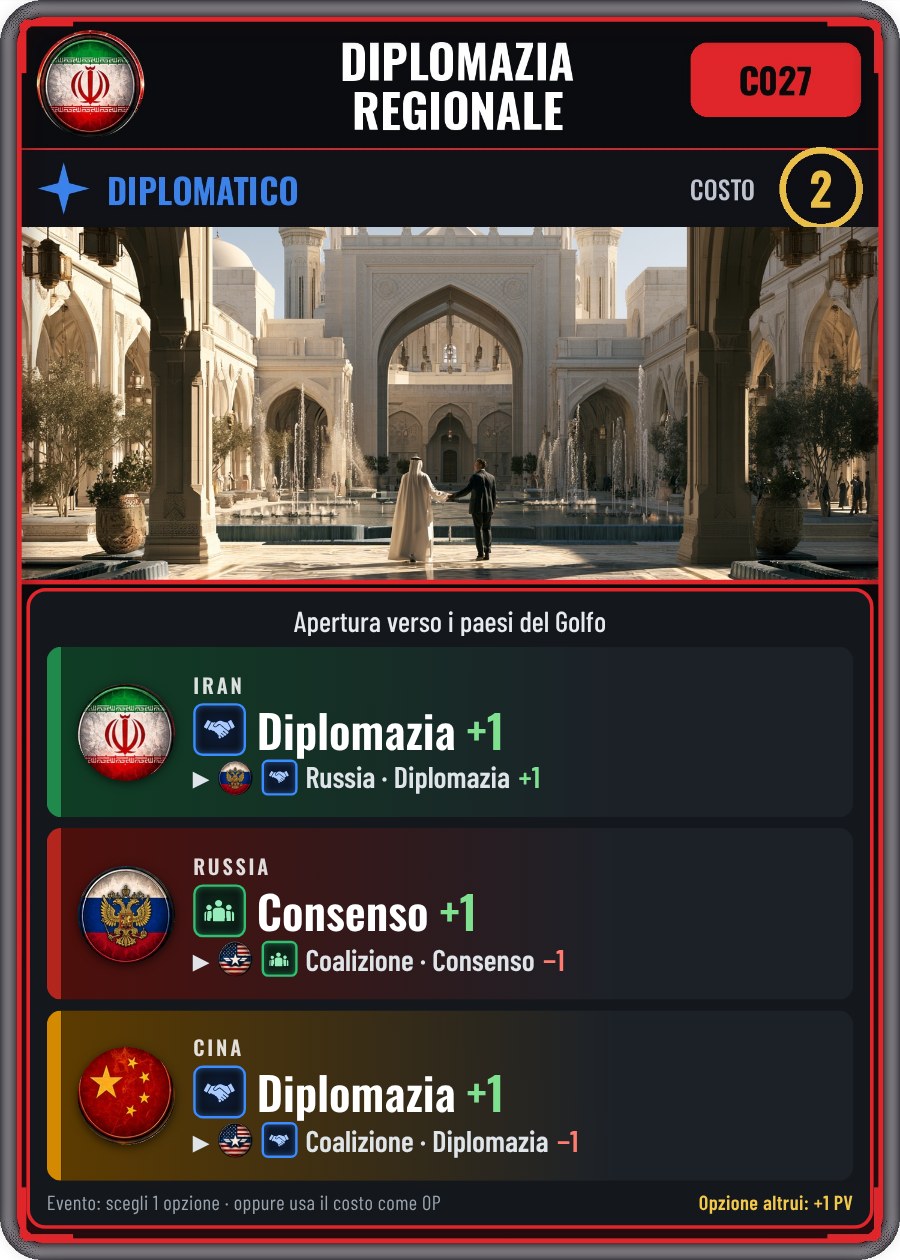 DIPLOMAZIA
REGIONALE
C027
DIPLOMATICO
COSTO
2
Apertura verso i paesi del Golfo
IRAN
Diplomazia +1
▶ Russia · Diplomazia +1
RUSSIA
Consenso +1
▶ Coalizione · Consenso −1
CINA
Diplomazia +1
▶ Coalizione · Diplomazia −1
Evento: scegli 1 opzione · oppure usa il costo come OP
Opzione altrui: +1 PV